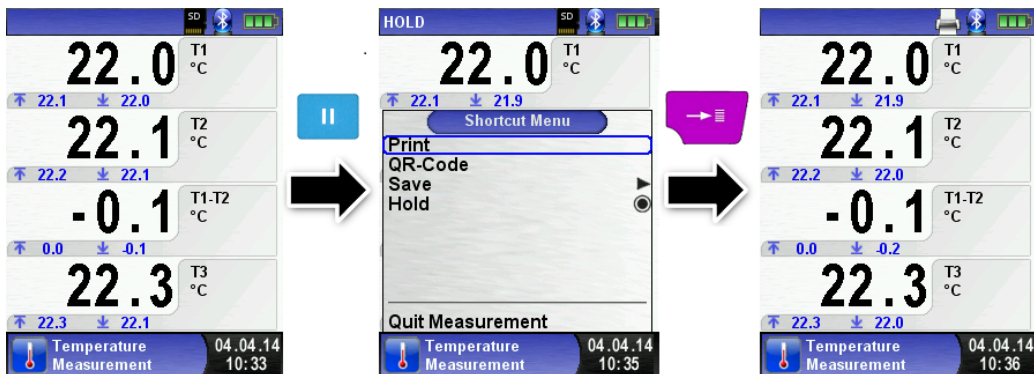 SD
22.0 T1 °C
22.1 22.0
22.1 T2 °C
22.2 22.1
-0.1 T1-T2 °C
0.0 -0.1
22.3 T3 °C
22.3 22.1
Temperature
Measurement
04.04.14
10:33
HOLD
SD
22.0 T1 °C
22.1 21.9
Shortcut Menu
Print
QR-Code
Save
Hold
Quit Measurement
Temperature
Measurement
04.04.14
10:35
SD
22.0 T1 °C
22.1 21.9
22.1 T2 °C
22.2 22.0
-0.1 T1-T2 °C
0.0 -0.2
22.3 T3 °C
22.3 22.0
Temperature
Measurement
04.04.14
10:36